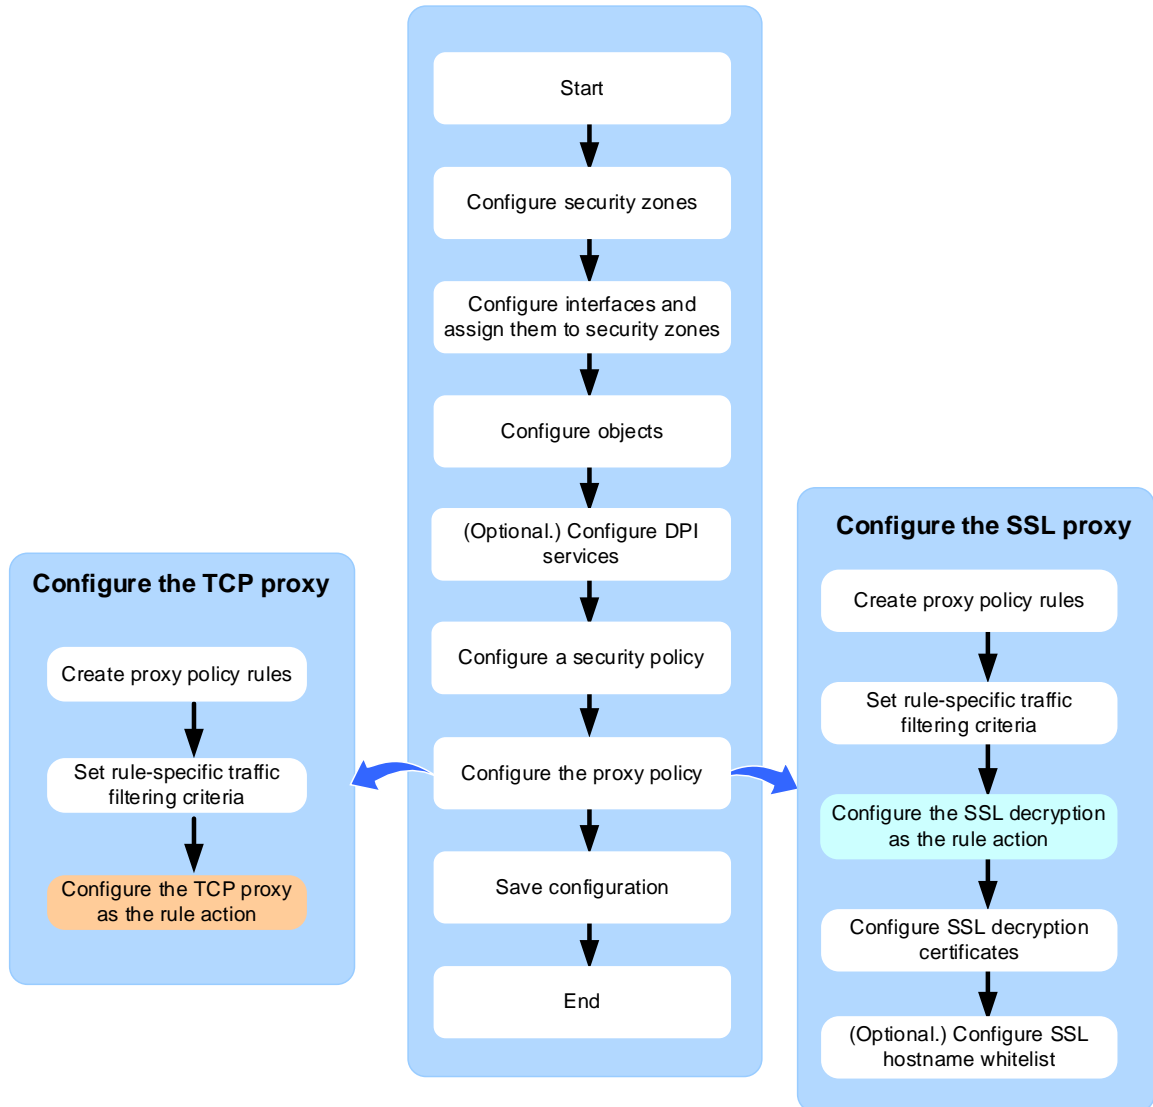 Start
Configure security zones
Configure interfaces and
assign them to security zones
Configure objects
(Optional.) Configure DPI
services
Configure a security policy
Configure the proxy policy
Save configuration
End
Configure the TCP proxy
Create proxy policy rules
Set rule-specific traffic
filtering criteria
Configure the TCP proxy
as the rule action
Configure the SSL proxy
Create proxy policy rules
Set rule-specific traffic
filtering criteria
Configure the SSL decryption
as the rule action
Configure SSL decryption
certificates
(Optional.) Configure SSL
hostname whitelist